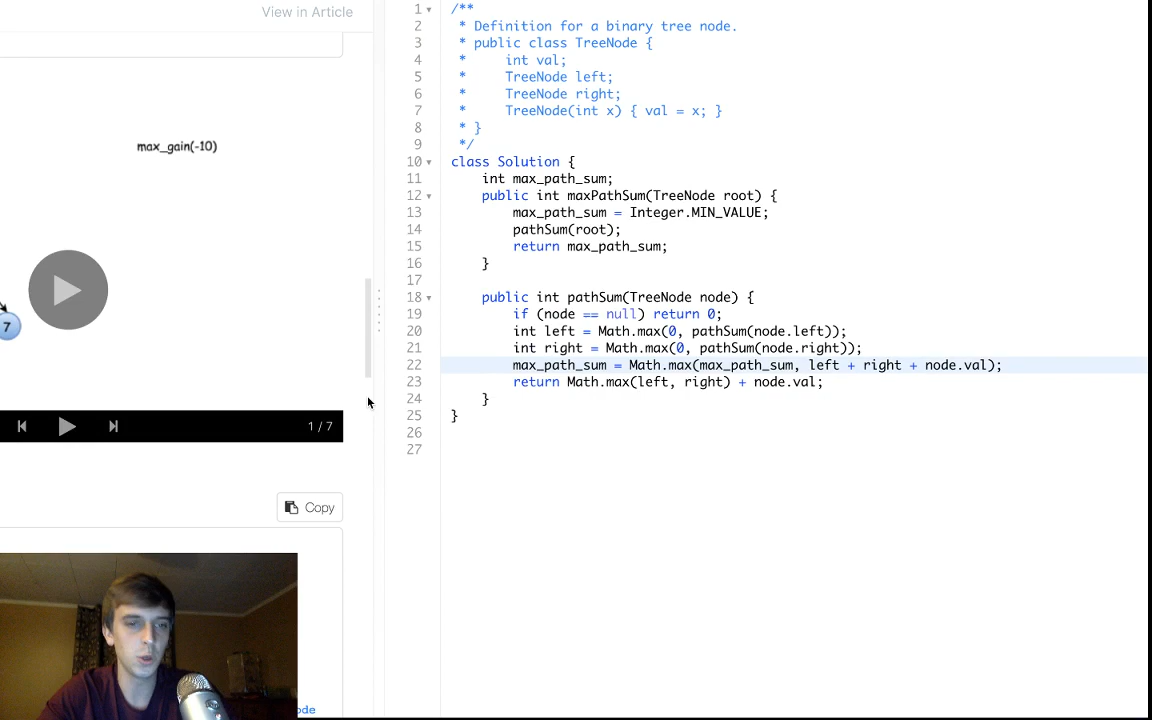 View in Article
max_gain(-10)
7
1 / 7
Copy
ode
1 /**
2 * Definition for a binary tree node.
3 * public class TreeNode {
4 *     int val;
5 *     TreeNode left;
6 *     TreeNode right;
7 *     TreeNode(int x) { val = x; }
8 * }
9 */
10 class Solution {
11     int max_path_sum;
12     public int maxPathSum(TreeNode root) {
13         max_path_sum = Integer.MIN_VALUE;
14         pathSum(root);
15         return max_path_sum;
16     }
17
18     public int pathSum(TreeNode node) {
19         if (node == null) return 0;
20         int left = Math.max(0, pathSum(node.left));
21         int right = Math.max(0, pathSum(node.right));
22         max_path_sum = Math.max(max_path_sum, left + right + node.val);
23         return Math.max(left, right) + node.val;
24     }
25 }
26
27